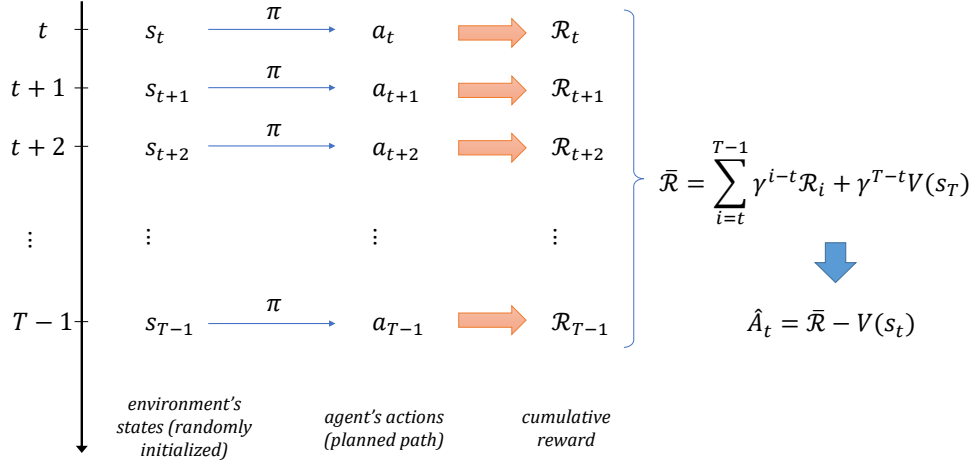 t s_t π a_t ℛ_t
t + 1 s_{t+1} π a_{t+1} ℛ_{t+1}
t + 2 s_{t+2} π a_{t+2} ℛ_{t+2}
ℛ̄ = ∑_{i=t}^{T−1} γ^{i−t} ℛ_i + γ^{T−t} V(s_T)
⋮ ⋮ ⋮ ⋮
T − 1 s_{T−1} π a_{T−1} ℛ_{T−1}
Â_t = ℛ̄ − V(s_t)
environment's
states (randomly
initialized)
agent's actions
(planned path)
cumulative
reward